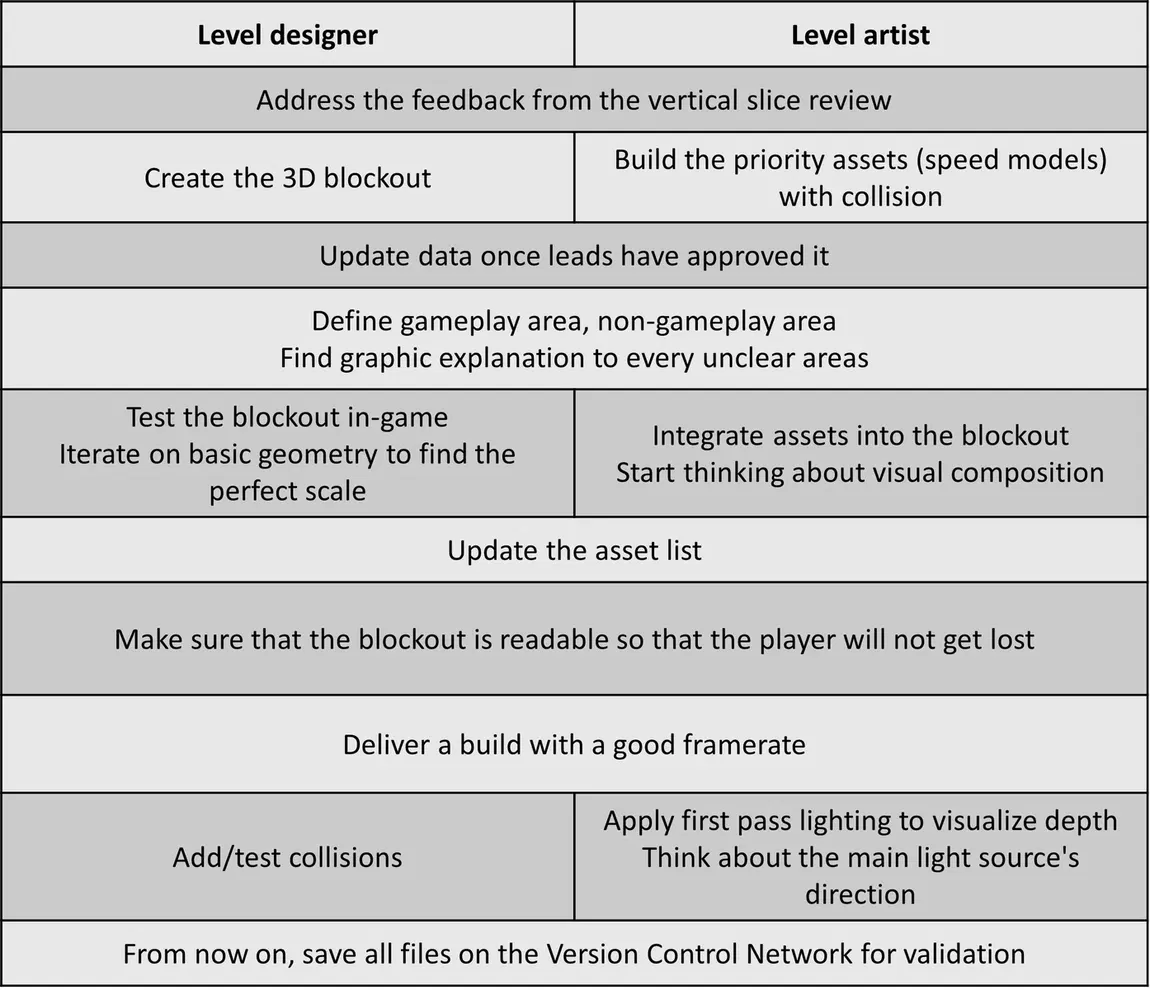 Level designer
Level artist
Address the feedback from the vertical slice review
Create the 3D blockout
Build the priority assets (speed models)
with collision
Update data once leads have approved it
Define gameplay area, non-gameplay area
Find graphic explanation to every unclear areas
Test the blockout in-game
Iterate on basic geometry to find the
perfect scale
Integrate assets into the blockout
Start thinking about visual composition
Update the asset list
Make sure that the blockout is readable so that the player will not get lost
Deliver a build with a good framerate
Add/test collisions
Apply first pass lighting to visualize depth
Think about the main light source's
direction
From now on, save all files on the Version Control Network for validation